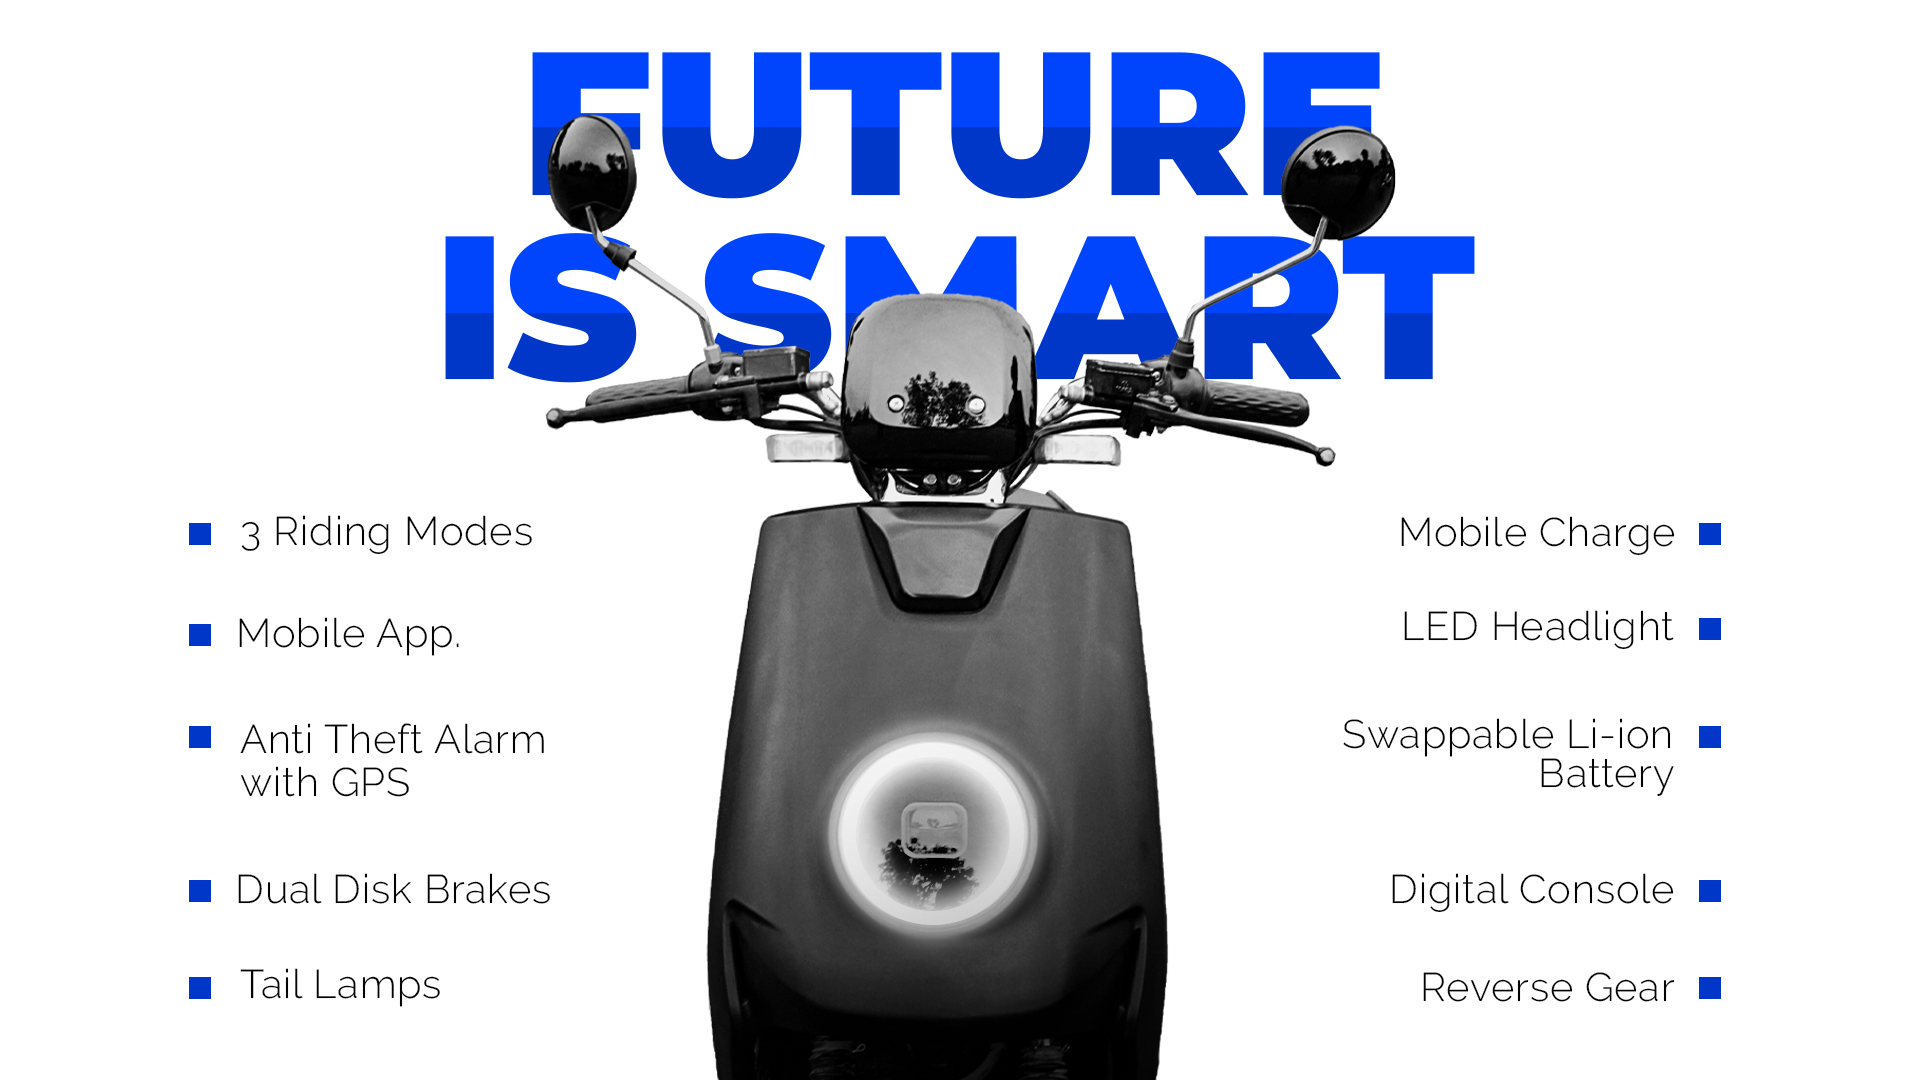 FUTURE
IS SMART
3 Riding Modes
Mobile App.
Anti Theft Alarm
with GPS
Dual Disk Brakes
Tail Lamps
Mobile Charge
LED Headlight
Swappable Li-ion
Battery
Digital Console
Reverse Gear